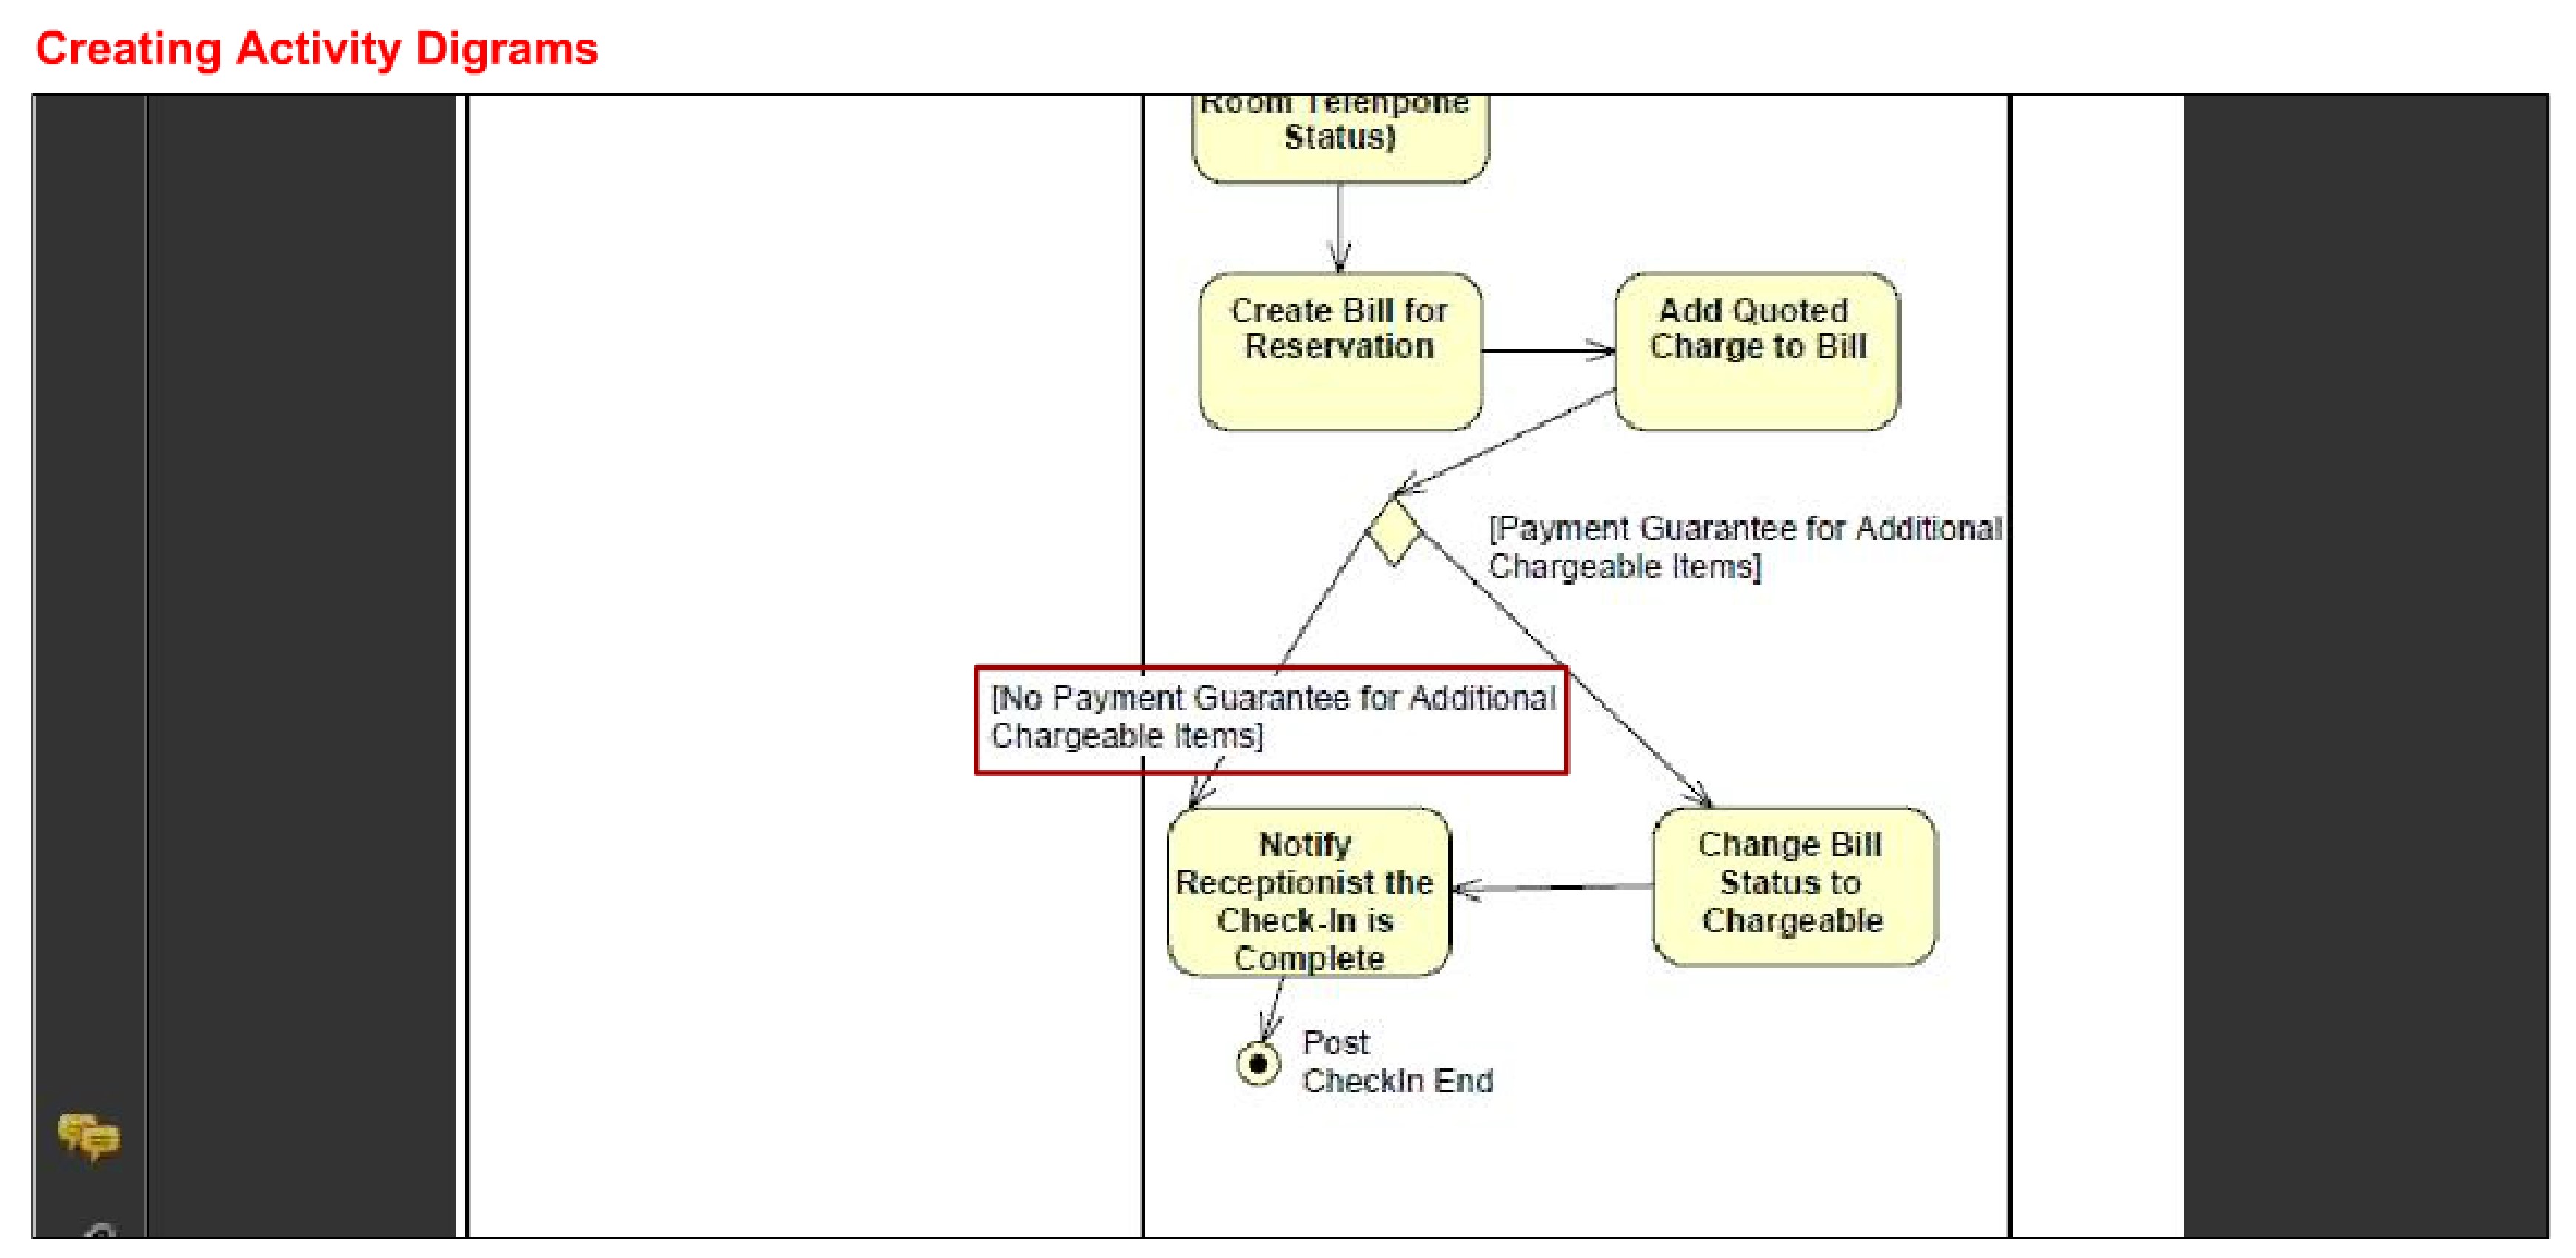 Creating Activity Digrams
Room Telehpone
Status)
Create Bill for
Reservation
Add Quoted
Charge to Bill
[Payment Guarantee for Additional
Chargeable Items]
[No Payment Guarantee for Additional
Chargeable Items]
Notify
Receptionist the
Check-In is
Complete
Change Bill
Status to
Chargeable
Post
CheckIn End